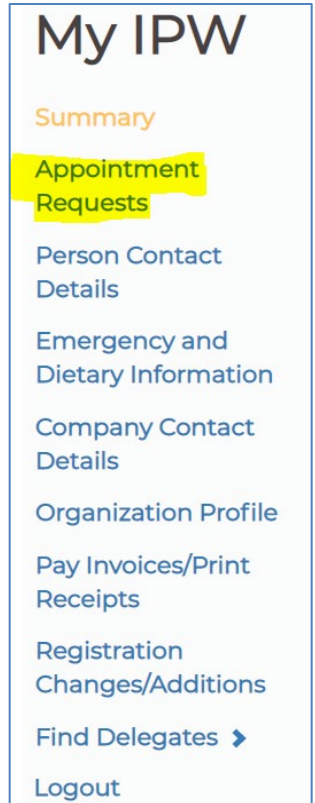 My IPW
Summary
Appointment
Requests
Person Contact
Details
Emergency and
Dietary Information
Company Contact
Details
Organization Profile
Pay Invoices/Print
Receipts
Registration
Changes/Additions
Find Delegates
Logout